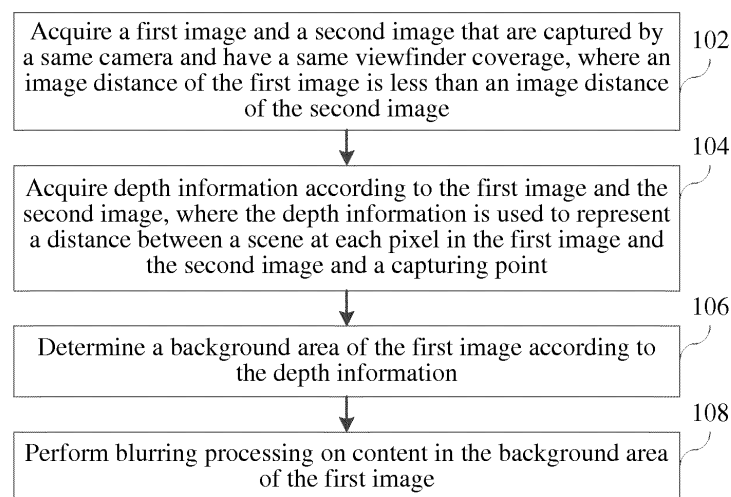 Acquire a first image and a second image that are captured by
a same camera and have a same viewfinder coverage, where an
image distance of the first image is less than an image distance
of the second image
102
Acquire depth information according to the first image and the
second image, where the depth information is used to represent
a distance between a scene at each pixel in the first image and
the second image and a capturing point
104
Determine a background area of the first image according to
the depth information
106
Perform blurring processing on content in the background area
of the first image
108